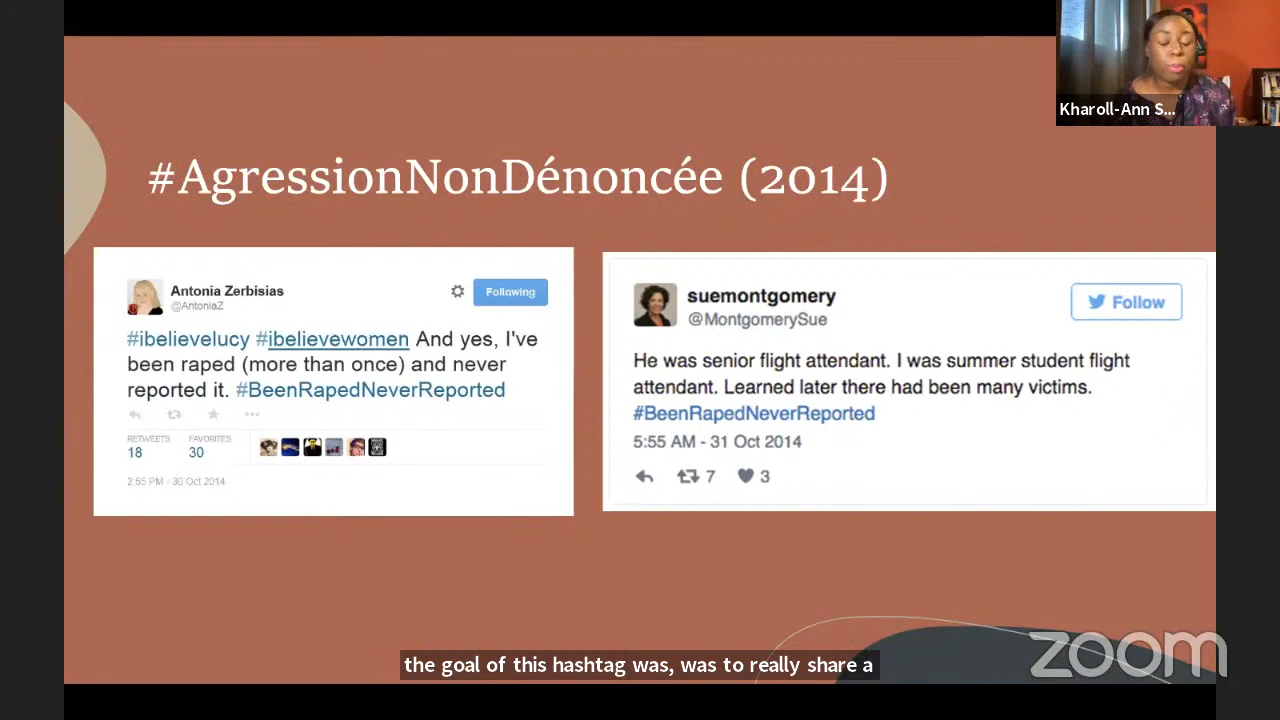 Kharoll-Ann S...
#AgressionNonDénoncée (2014)
Antonia Zerbisias
@AntoniaZ
Following
#ibelievelucy #ibelievewomen And yes, I've
been raped (more than once) and never
reported it. #BeenRapedNeverReported
RETWEETS
18
FAVORITES
30
2:55 PM - 30 Oct 2014
suemontgomery
@MontgomerySue
Follow
He was senior flight attendant. I was summer student flight
attendant. Learned later there had been many victims.
#BeenRapedNeverReported
5:55 AM - 31 Oct 2014
7
3
the goal of this hashtag was, was to really share a
zoom